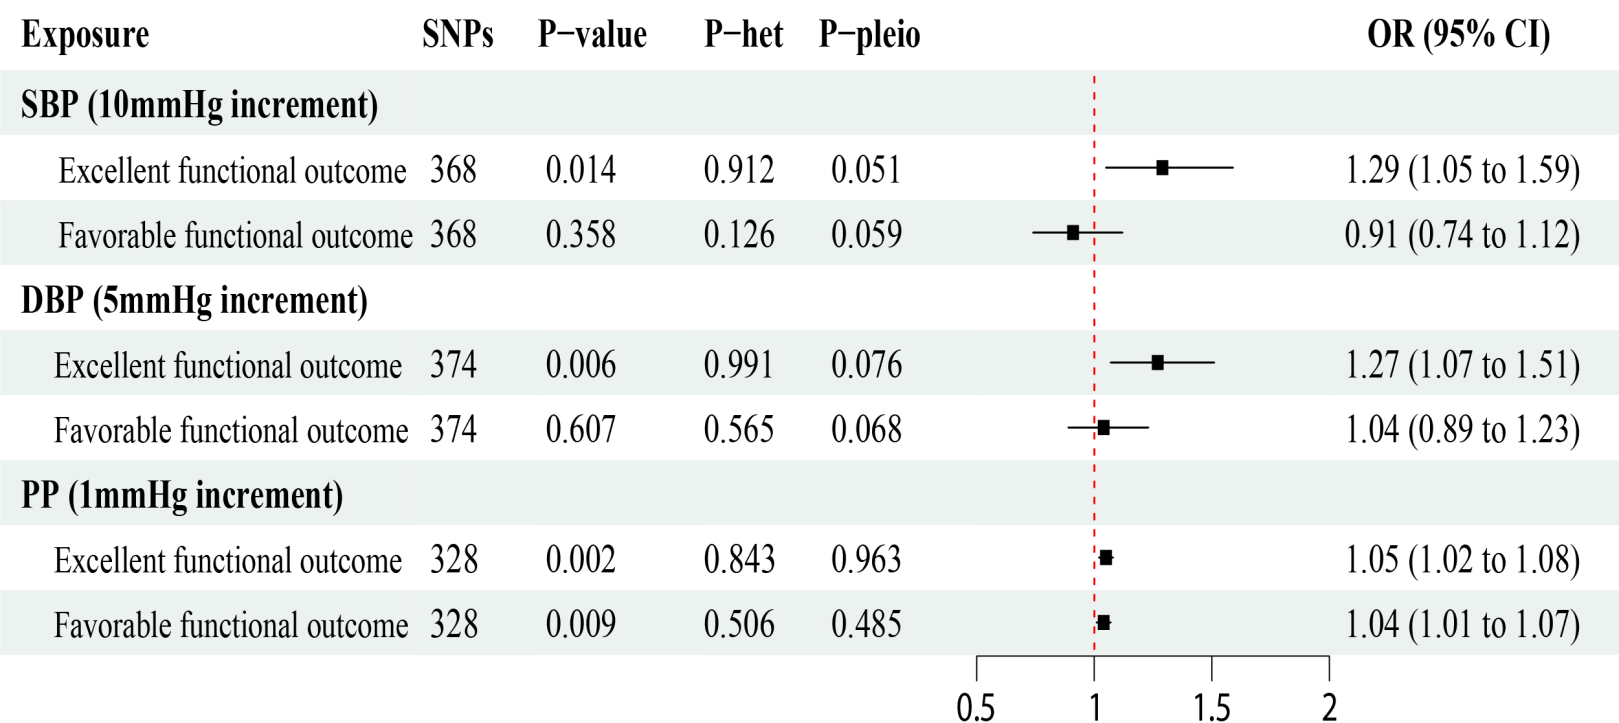 Exposure SNPs P−value P−het P−pleio OR (95% CI)
SBP (10mmHg increment)
Excellent functional outcome 368 0.014 0.912 0.051 1.29 (1.05 to 1.59)
Favorable functional outcome 368 0.358 0.126 0.059 0.91 (0.74 to 1.12)
DBP (5mmHg increment)
Excellent functional outcome 374 0.006 0.991 0.076 1.27 (1.07 to 1.51)
Favorable functional outcome 374 0.607 0.565 0.068 1.04 (0.89 to 1.23)
PP (1mmHg increment)
Excellent functional outcome 328 0.002 0.843 0.963 1.05 (1.02 to 1.08)
Favorable functional outcome 328 0.009 0.506 0.485 1.04 (1.01 to 1.07)
0.5 1 1.5 2